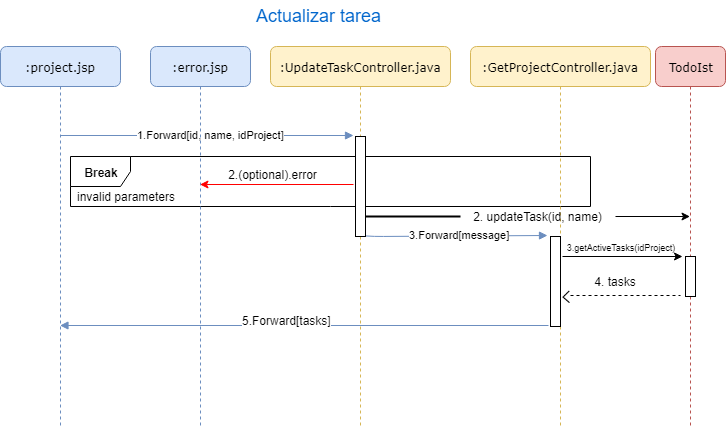 Actualizar tarea
:project.jsp
:error.jsp
:UpdateTaskController.java
:GetProjectController.java
TodoIst
1.Forward[id, name, idProject]
Break
2.(optional).error
invalid parameters
2. updateTask(id, name)
3.Forward[message]
3.getActiveTasks(idProject)
4. tasks
5.Forward[tasks]